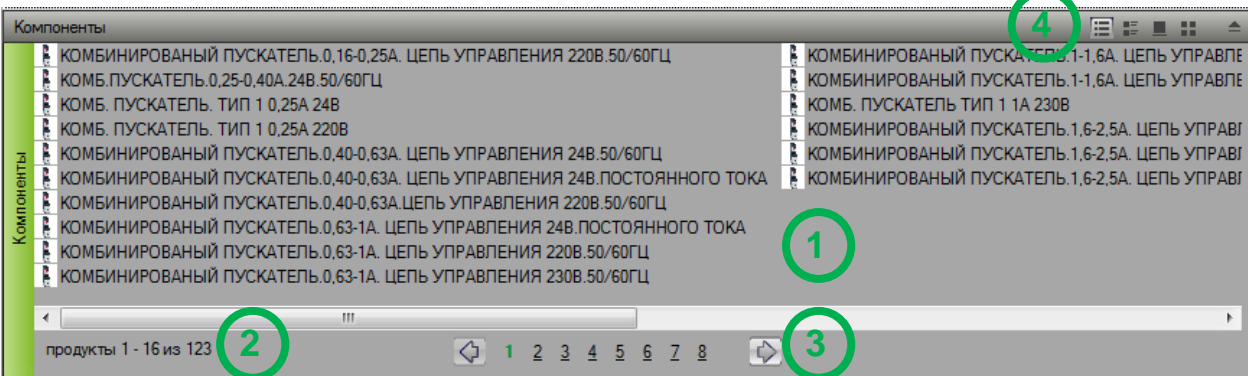 Компоненты
4
Компоненты
КОМБИНИРОВАНЫЙ ПУСКАТЕЛЬ.0,16-0,25А. ЦЕПЬ УПРАВЛЕНИЯ 220В.50/60ГЦ
КОМБ.ПУСКАТЕЛЬ.0,25-0,40А.24В.50/60ГЦ
КОМБ. ПУСКАТЕЛЬ. ТИП 1 0,25А 24В
КОМБ. ПУСКАТЕЛЬ. ТИП 1 0,25А 220В
КОМБИНИРОВАНЫЙ ПУСКАТЕЛЬ.0,40-0,63А. ЦЕПЬ УПРАВЛЕНИЯ 24В.50/60ГЦ
КОМБИНИРОВАНЫЙ ПУСКАТЕЛЬ.0,40-0,63А. ЦЕПЬ УПРАВЛЕНИЯ 24В.ПОСТОЯННОГО ТОКА
КОМБИНИРОВАНЫЙ ПУСКАТЕЛЬ.0,40-0,63А.ЦЕПЬ УПРАВЛЕНИЯ 220В.50/60ГЦ
КОМБИНИРОВАНЫЙ ПУСКАТЕЛЬ.0,63-1А. ЦЕПЬ УПРАВЛЕНИЯ 24В.ПОСТОЯННОГО ТОКА
КОМБИНИРОВАНЫЙ ПУСКАТЕЛЬ.0,63-1А. ЦЕПЬ УПРАВЛЕНИЯ 220В.50/60ГЦ
КОМБИНИРОВАНЫЙ ПУСКАТЕЛЬ.0,63-1А. ЦЕПЬ УПРАВЛЕНИЯ 230В.50/60ГЦ
КОМБИНИРОВАНЫЙ ПУСКАТЕЛЬ.1-1,6А. ЦЕПЬ УПРАВЛЕ
КОМБИНИРОВАНЫЙ ПУСКАТЕЛЬ.1-1,6А. ЦЕПЬ УПРАВЛЕ
КОМБ. ПУСКАТЕЛЬ ТИП 1 1А 230В
КОМБИНИРОВАНЫЙ ПУСКАТЕЛЬ.1,6-2,5А. ЦЕПЬ УПРАВЛ
КОМБИНИРОВАНЫЙ ПУСКАТЕЛЬ.1,6-2,5А. ЦЕПЬ УПРАВЛ
КОМБИНИРОВАНЫЙ ПУСКАТЕЛЬ.1,6-2,5А. ЦЕПЬ УПРАВЛ
1
продукты 1 - 16 из 123
2
1 2 3 4 5 6 7 8
3